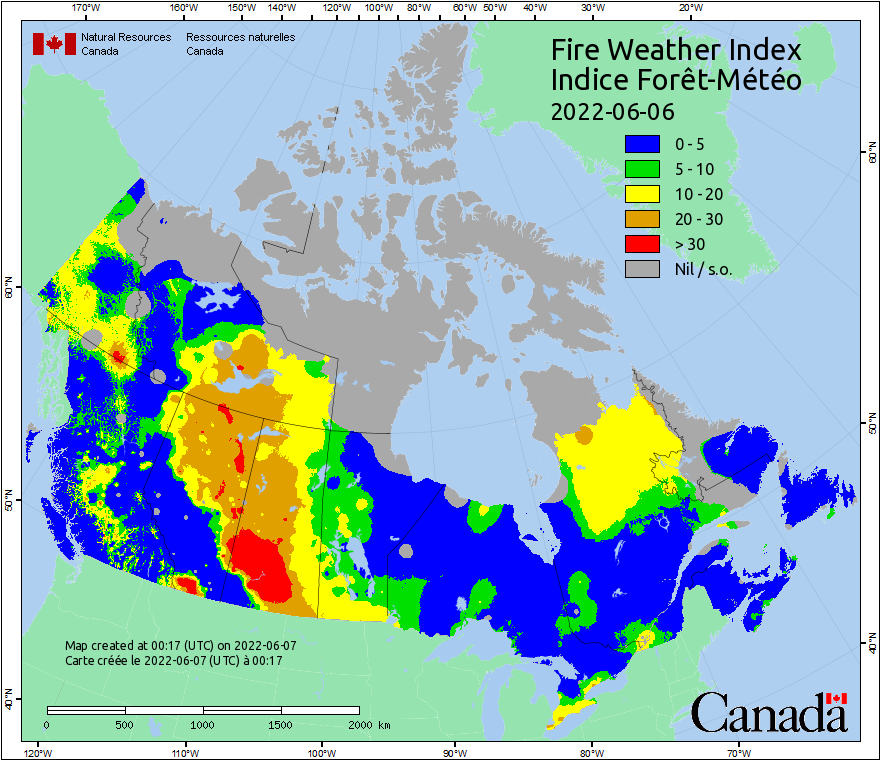 170°W 160°W 150°W 140°W 130°W 120°W 110°W 100°W 90°W 80°W 70°W 60°W 50°W 40°W 30°W 20°W
Natural Resources Canada
Ressources naturelles Canada
Fire Weather Index
Indice Forêt-Météo
2022-06-06
0 - 5
5 - 10
10 - 20
20 - 30
> 30
Nil / s.o.
60°N
50°N
40°N
60°N
50°N
40°N
Map created at 00:17 (UTC) on 2022-06-07
Carte créée le 2022-06-07 (UTC) à 00:17
0 500 1000 1500 2000 km
Canada
120°W 110°W 100°W 90°W 80°W 70°W